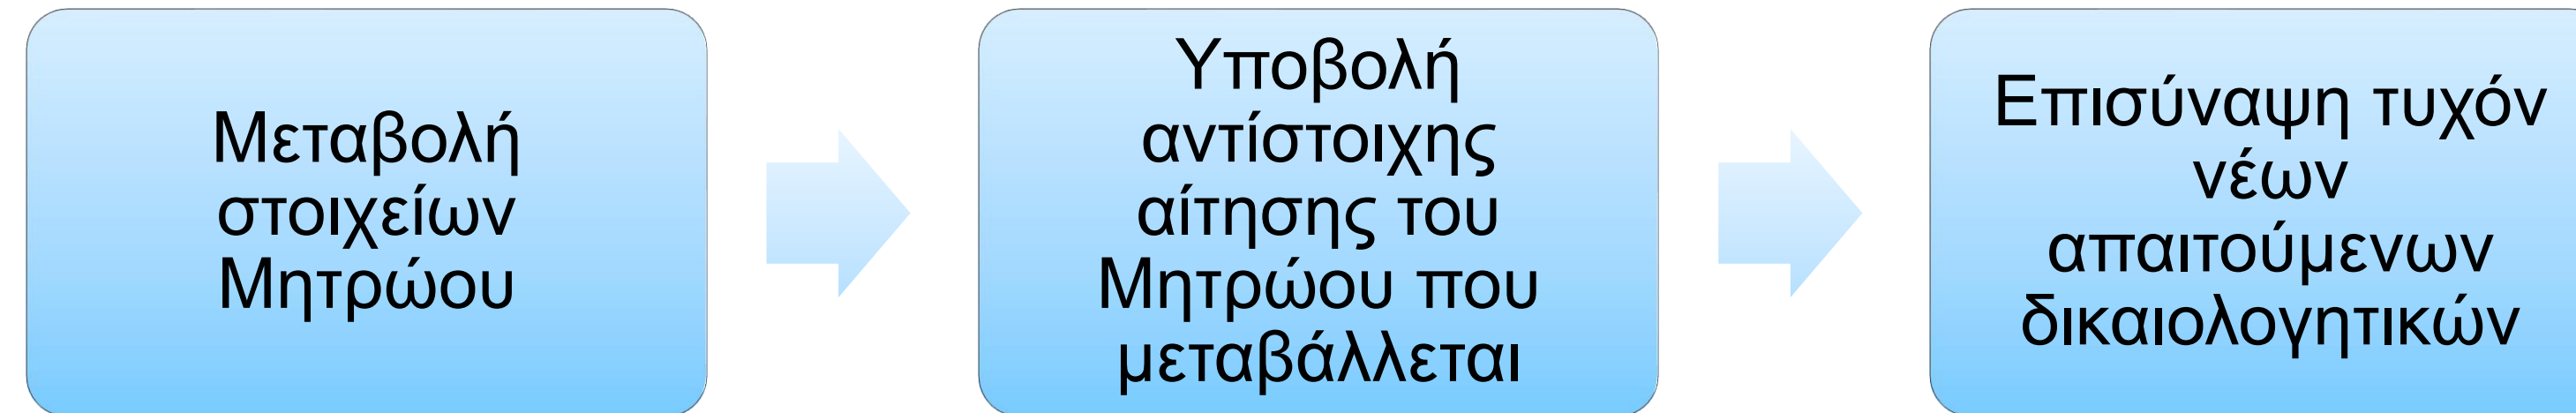 Μεταβολή
στοιχείων
Μητρώου
Υποβολή
αντίστοιχης
αίτησης του
Μητρώου που
μεταβάλλεται
Επισύναψη τυχόν
νέων
απαιτούμενων
δικαιολογητικών